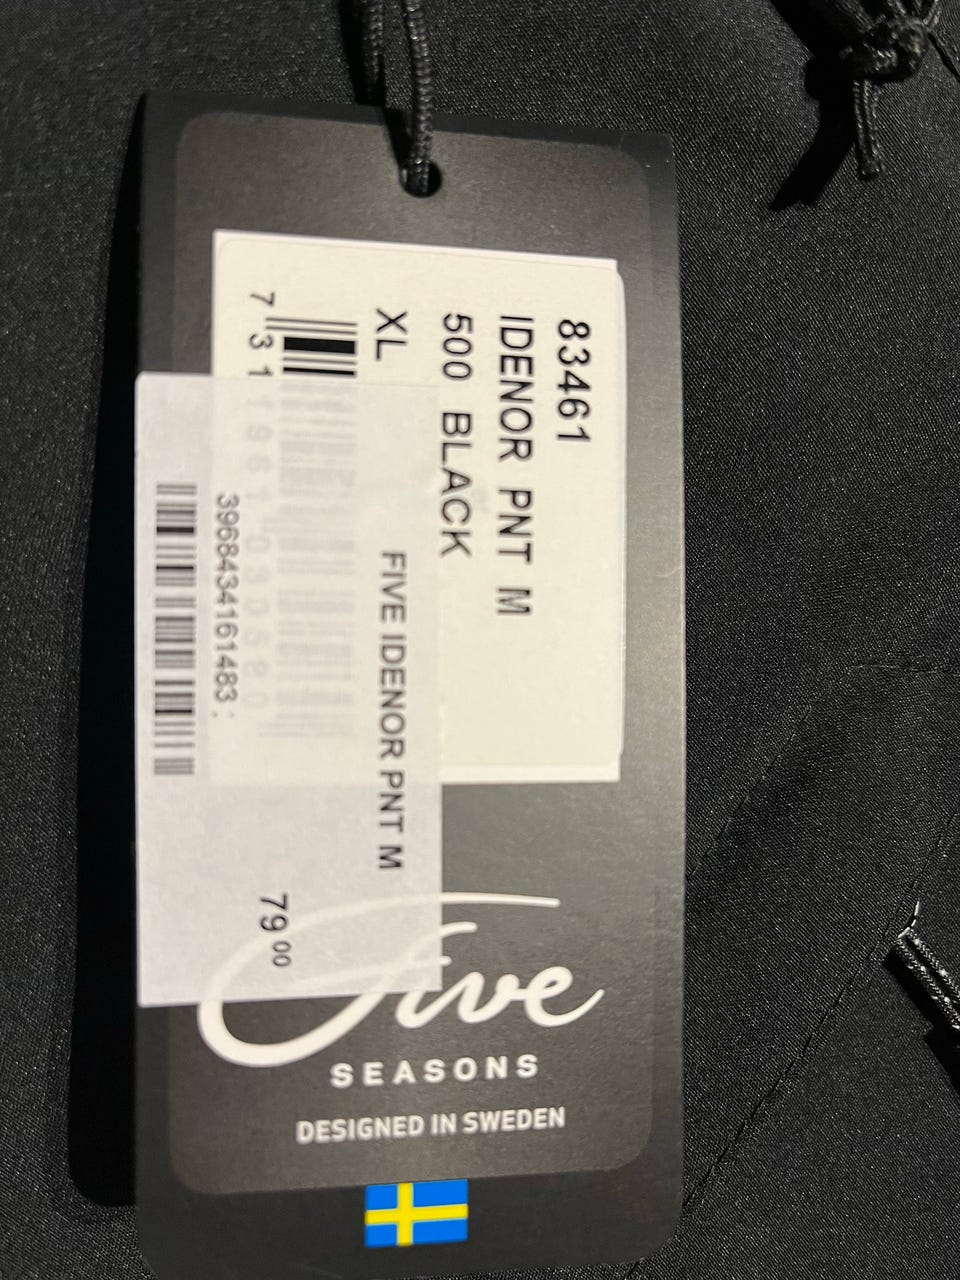 83461
IDENOR PNT M
500 BLACK
XL
FIVE IDENOR PNT M
3968434161483 :
79 00
Five
SEASONS
DESIGNED IN SWEDEN